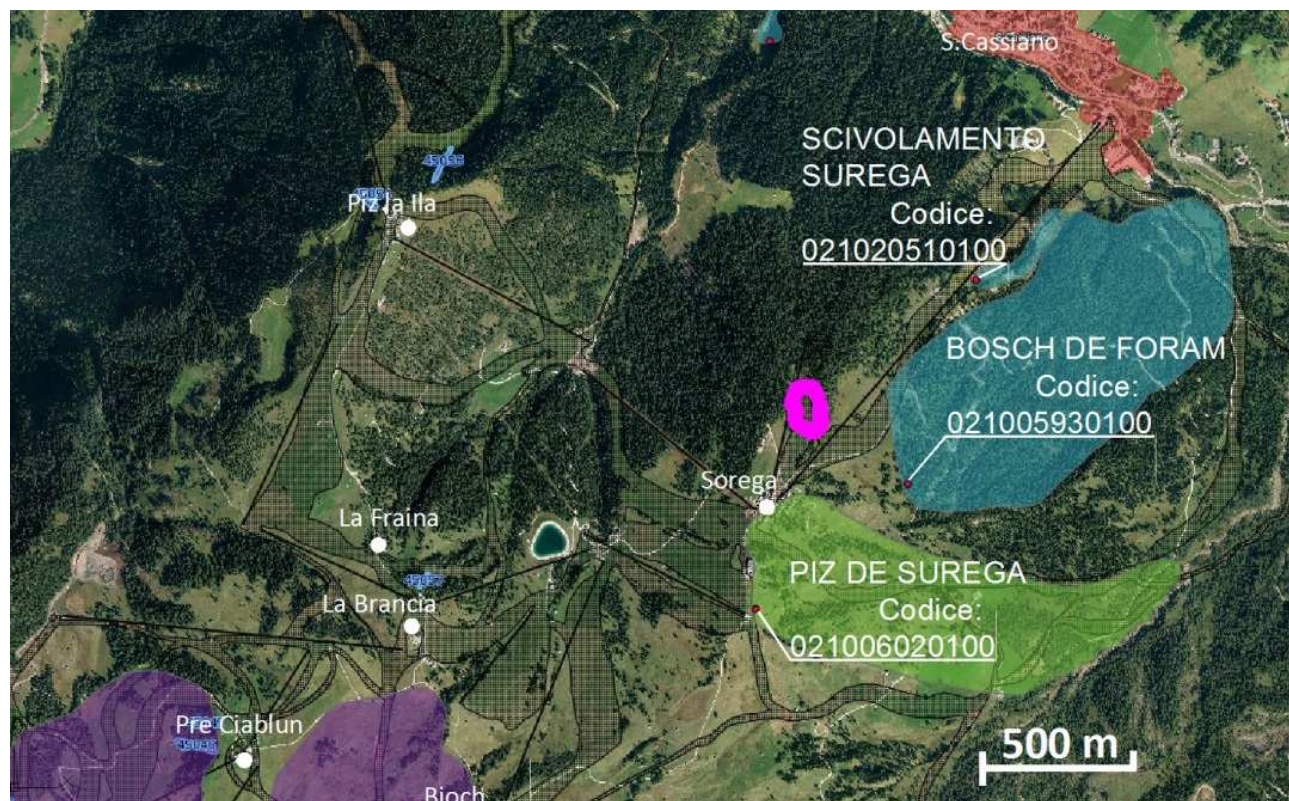 S.Cassiano
SCIVOLAMENTO
SUREGA
Codice:
021020510100
Piz la Ila
BOSCH DE FORAM
Codice:
021005930100
Sorega
La Fraina
PIZ DE SUREGA
Codice:
021006020100
La Brancia
Pre Ciablun
500 m
Bioch